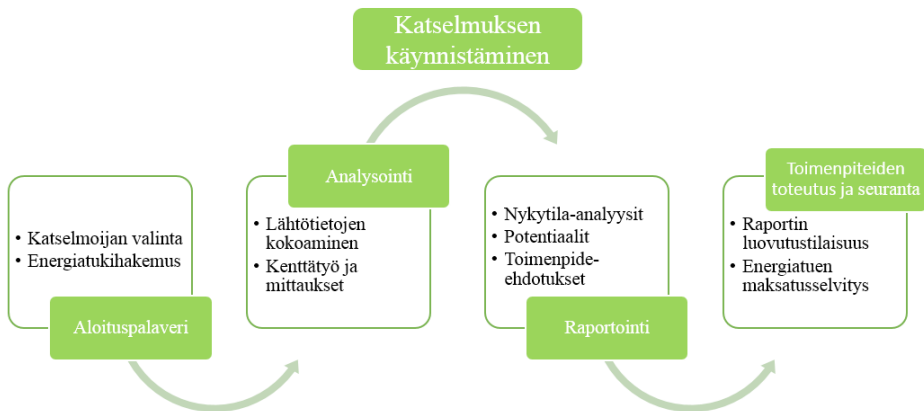 Katselmuksen
käynnistäminen
• Katselmoijan valinta
• Energiatukihakemus
Aloituspalaveri
Analysointi
• Lähtötietojen
kokoaminen
• Kenttätyö ja
mittaukset
• Nykytila-analyysit
• Potentiaalit
• Toimenpide-
ehdotukset
Raportointi
Toimenpiteiden
toteutus ja seuranta
• Raportin
luovutustilaisuus
• Energiatuen
maksatusselvitys